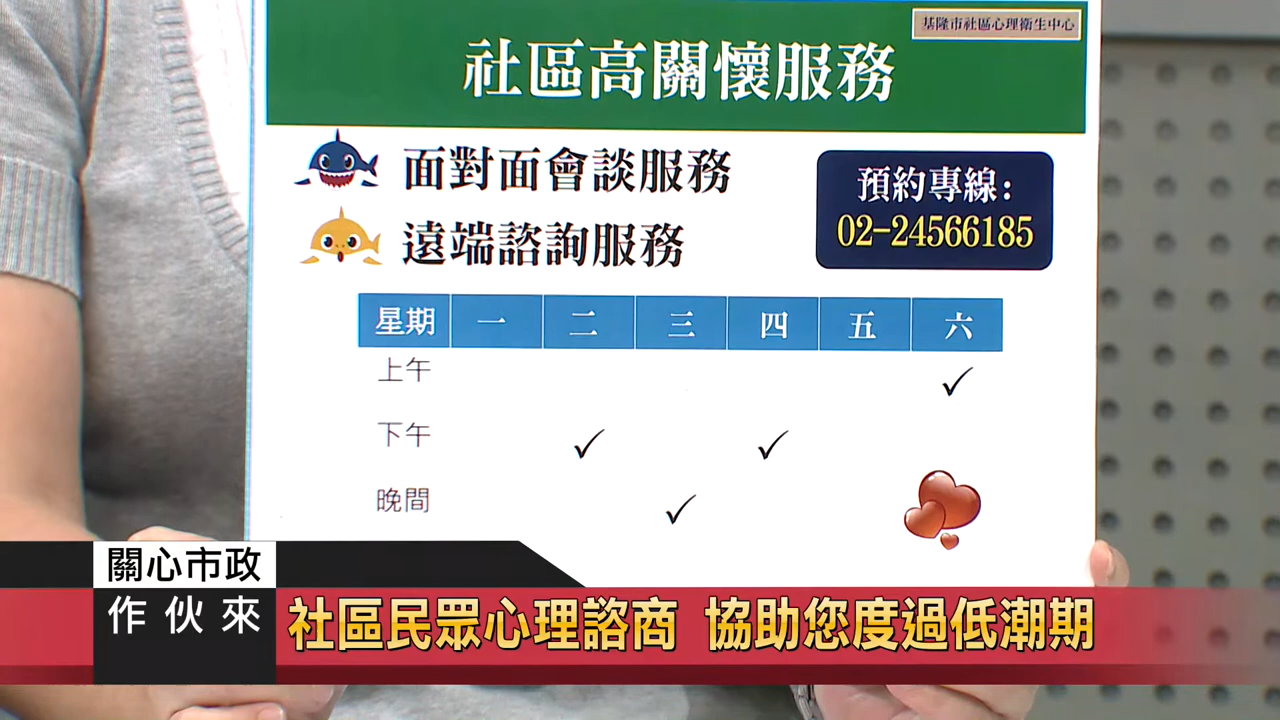 基隆市社區心理衛生中心
社區高關懷服務
面對面會談服務
遠端諮詢服務
預約專線:
02-24566185
星期 一 二 三 四 五 六
上午 ✓
下午 ✓ ✓
晚間 ✓
關心市政
作伙來
社區民眾心理諮商 協助您度過低潮期